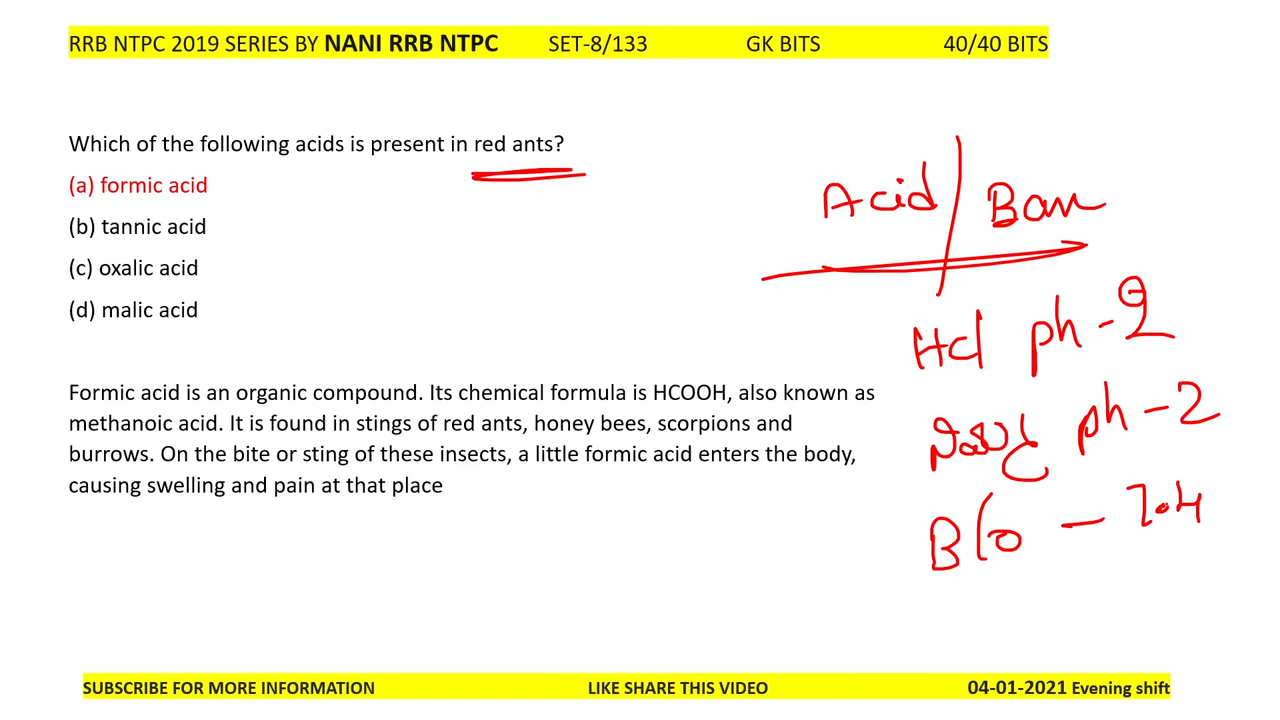 RRB NTPC 2019 SERIES BY NANI RRB NTPC SET-8/133 GK BITS 40/40 BITS
Which of the following acids is present in red ants?
(a) formic acid
(b) tannic acid
(c) oxalic acid
(d) malic acid
Formic acid is an organic compound. Its chemical formula is HCOOH, also known as
methanoic acid. It is found in stings of red ants, honey bees, scorpions and
burrows. On the bite or sting of these insects, a little formic acid enters the body,
causing swelling and pain at that place
Acid
Hcl ph - 2
ph - 2
- 7.4
SUBSCRIBE FOR MORE INFORMATION LIKE SHARE THIS VIDEO 04-01-2021 Evening shift